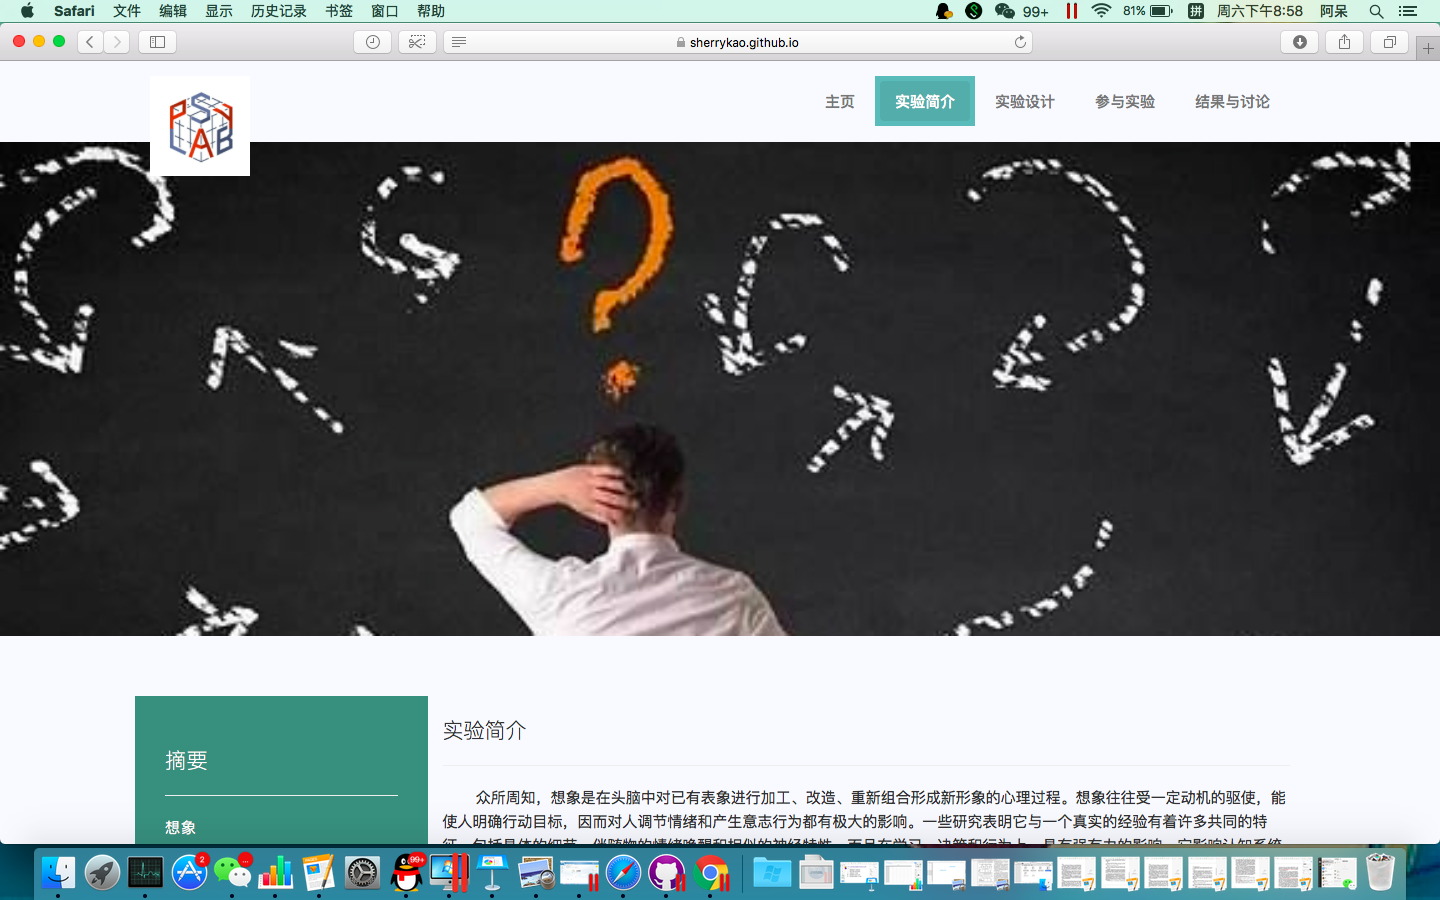 Safari 文件 编辑 显示 历史记录 书签 窗口 帮助 99+ 81% 拼 周六下午8:58 阿呆
sherrykao.github.io
PSY
LAB
主页 实验简介 实验设计 参与实验 结果与讨论
实验简介
摘要
众所周知，想象是在头脑中对已有表象进行加工、改造、重新组合形成新形象的心理过程。想象往往受一定动机的驱使，能
想象
使人明确行动目标，因而对人调节情绪和产生意志行为都有极大的影响。一些研究表明它与一个真实的经验有着许多共同的特
2
99+